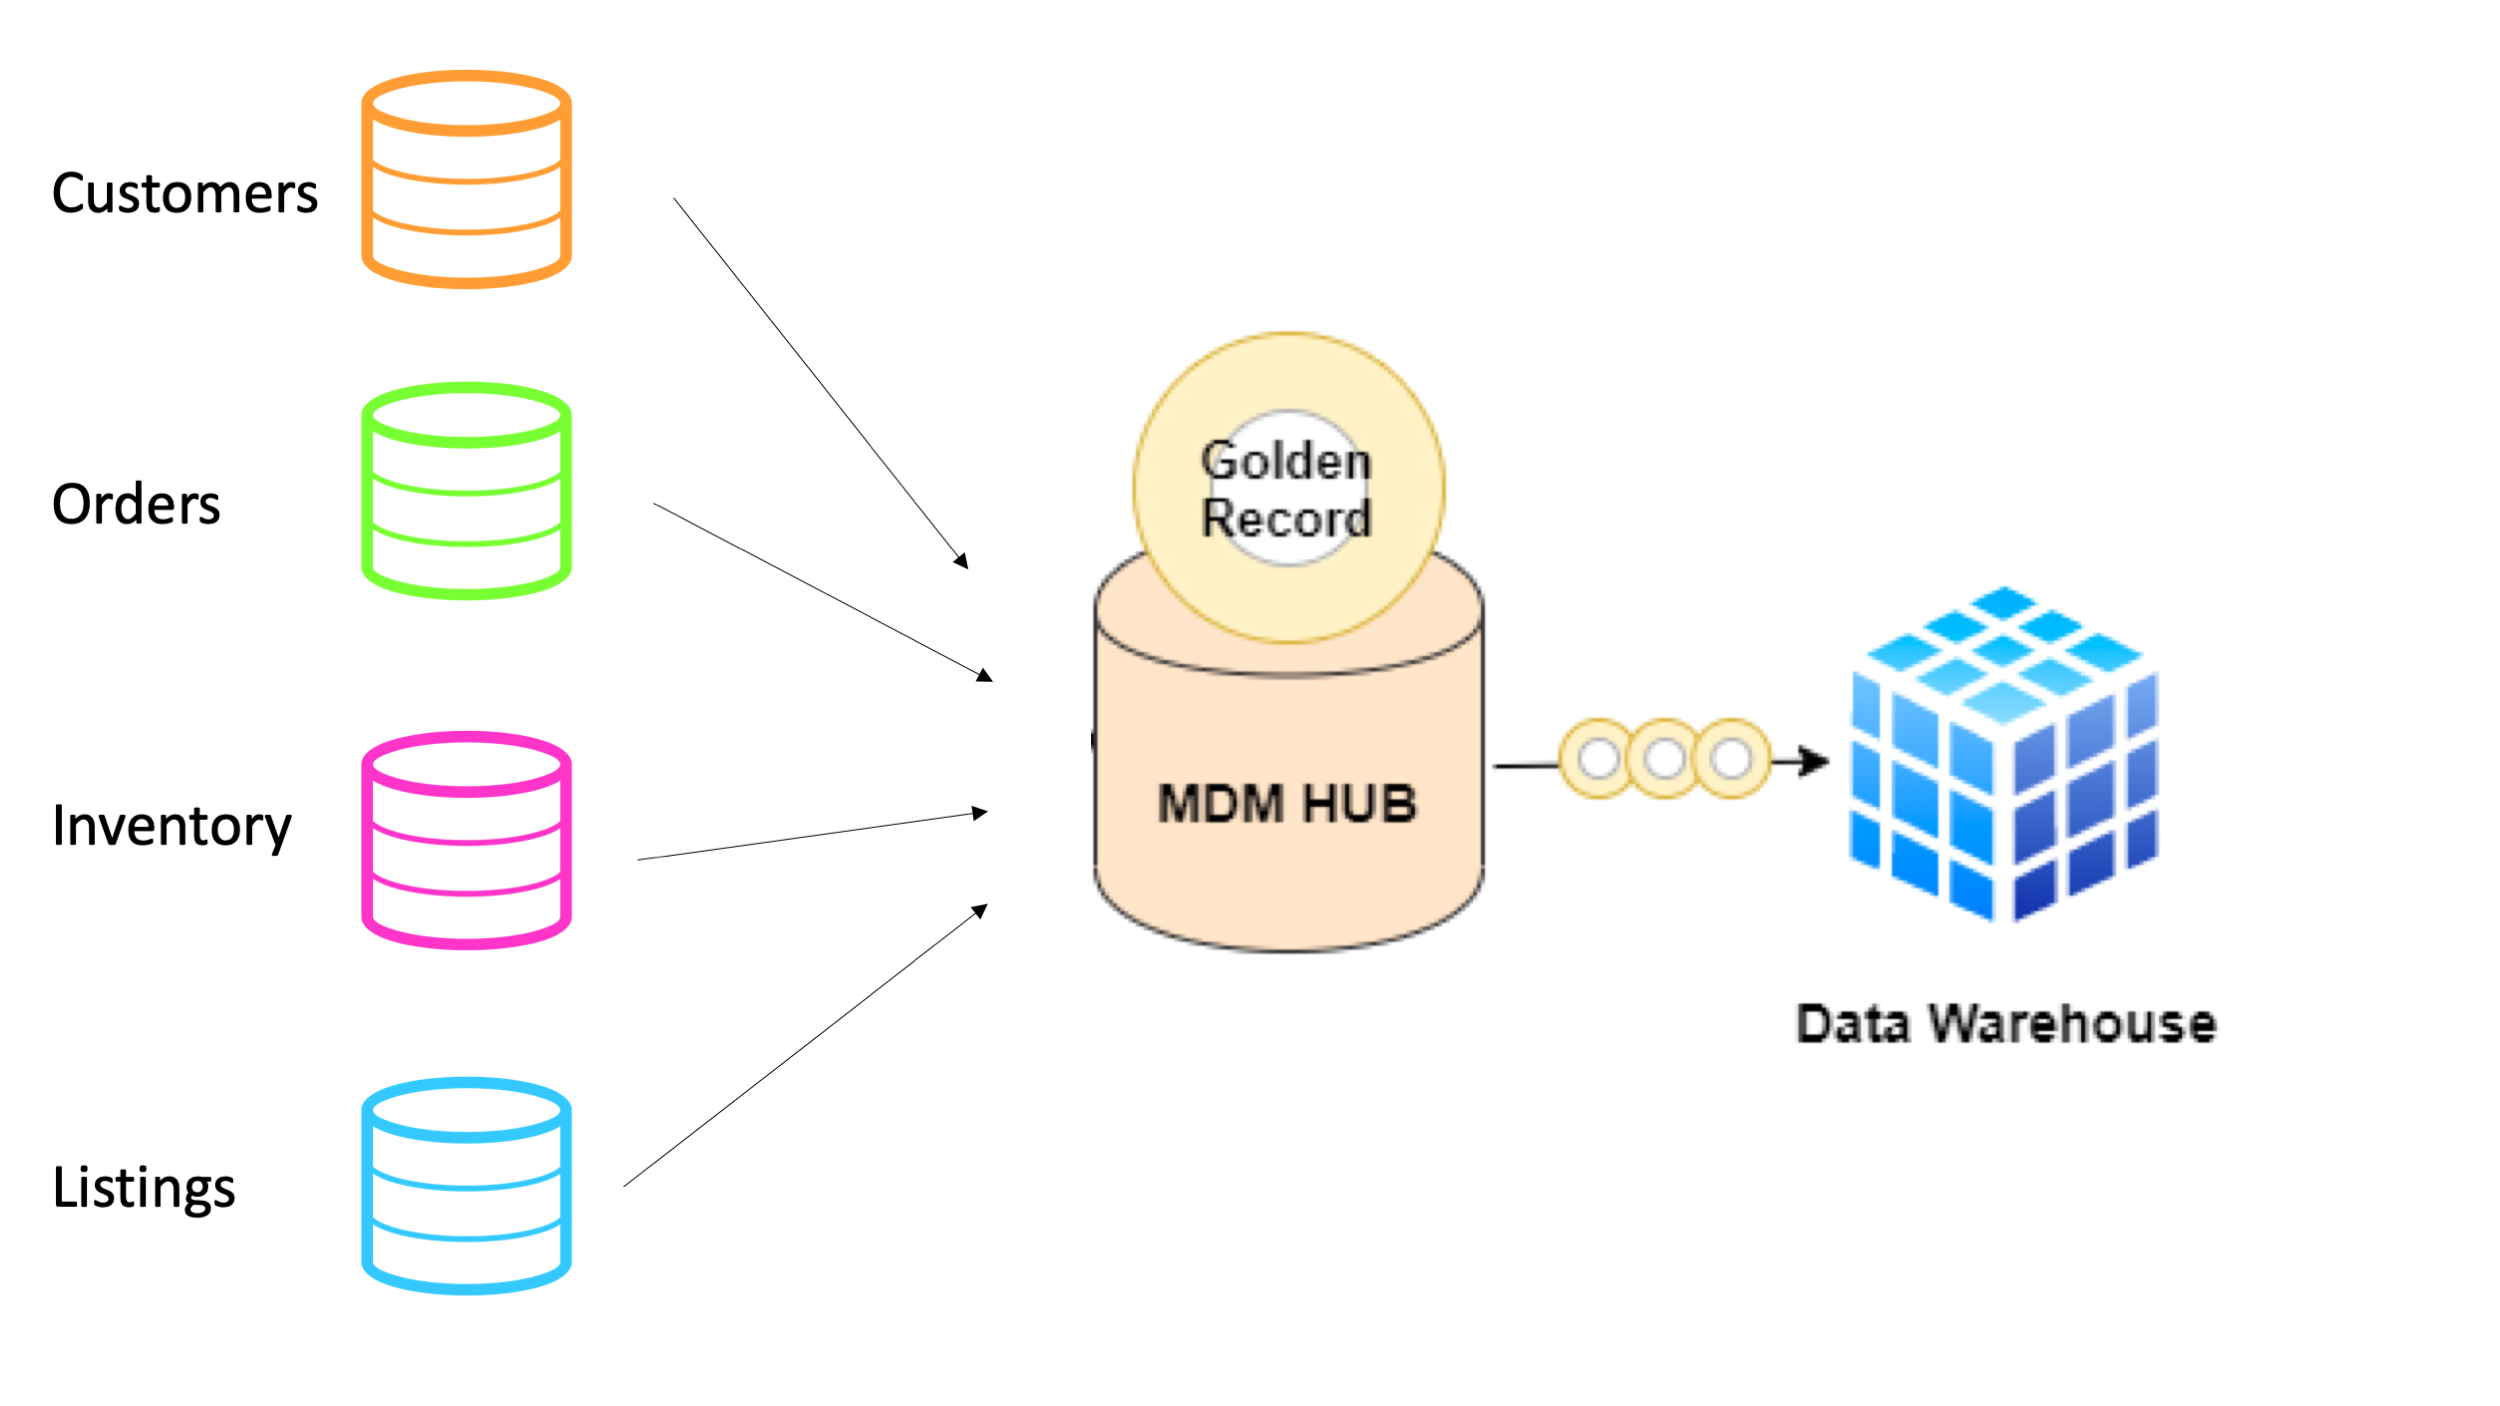 Customers
Orders
Inventory
Listings
Golden
Record
MDM HUB
Data Warehouse